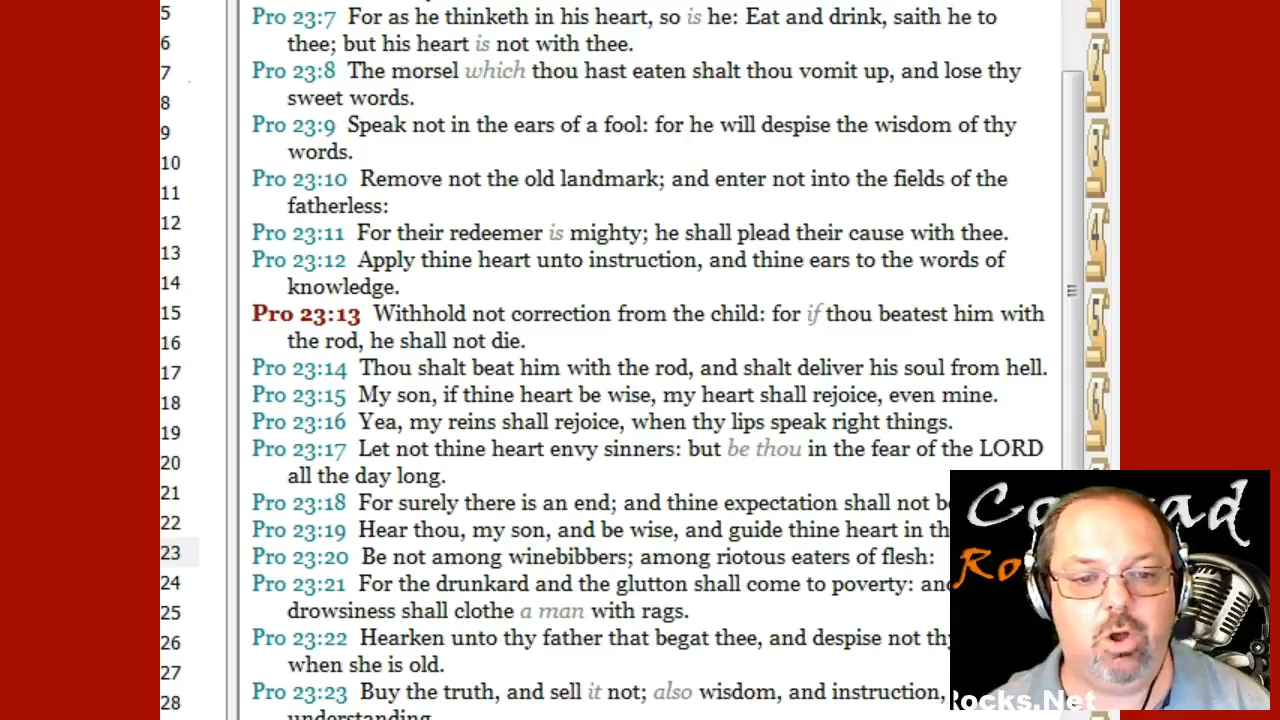 5
6
7
8
9
10
11
12
13
14
15
16
17
18
19
20
21
22
23
24
25
26
27
28
Pro 23:7 For as he thinketh in his heart, so is he: Eat and drink, saith he to
thee; but his heart is not with thee.
Pro 23:8 The morsel which thou hast eaten shalt thou vomit up, and lose thy
sweet words.
Pro 23:9 Speak not in the ears of a fool: for he will despise the wisdom of thy
words.
Pro 23:10 Remove not the old landmark; and enter not into the fields of the
fatherless:
Pro 23:11 For their redeemer is mighty; he shall plead their cause with thee.
Pro 23:12 Apply thine heart unto instruction, and thine ears to the words of
knowledge.
Pro 23:13 Withhold not correction from the child: for if thou beatest him with
the rod, he shall not die.
Pro 23:14 Thou shalt beat him with the rod, and shalt deliver his soul from hell.
Pro 23:15 My son, if thine heart be wise, my heart shall rejoice, even mine.
Pro 23:16 Yea, my reins shall rejoice, when thy lips speak right things.
Pro 23:17 Let not thine heart envy sinners: but be thou in the fear of the LORD
all the day long.
Pro 23:18 For surely there is an end; and thine expectation shall not
Pro 23:19 Hear thou, my son, and be wise, and guide thine heart in
Pro 23:20 Be not among winebibbers; among riotous eaters of flesh:
Pro 23:21 For the drunkard and the glutton shall come to poverty:
drowsiness shall clothe a man with rags.
Pro 23:22 Hearken unto thy father that begat thee, and despise not
when she is old.
Pro 23:23 Buy the truth, and sell it not; also wisdom, and instruction,
understanding.
Rocks.Net
2
3
4
5
6